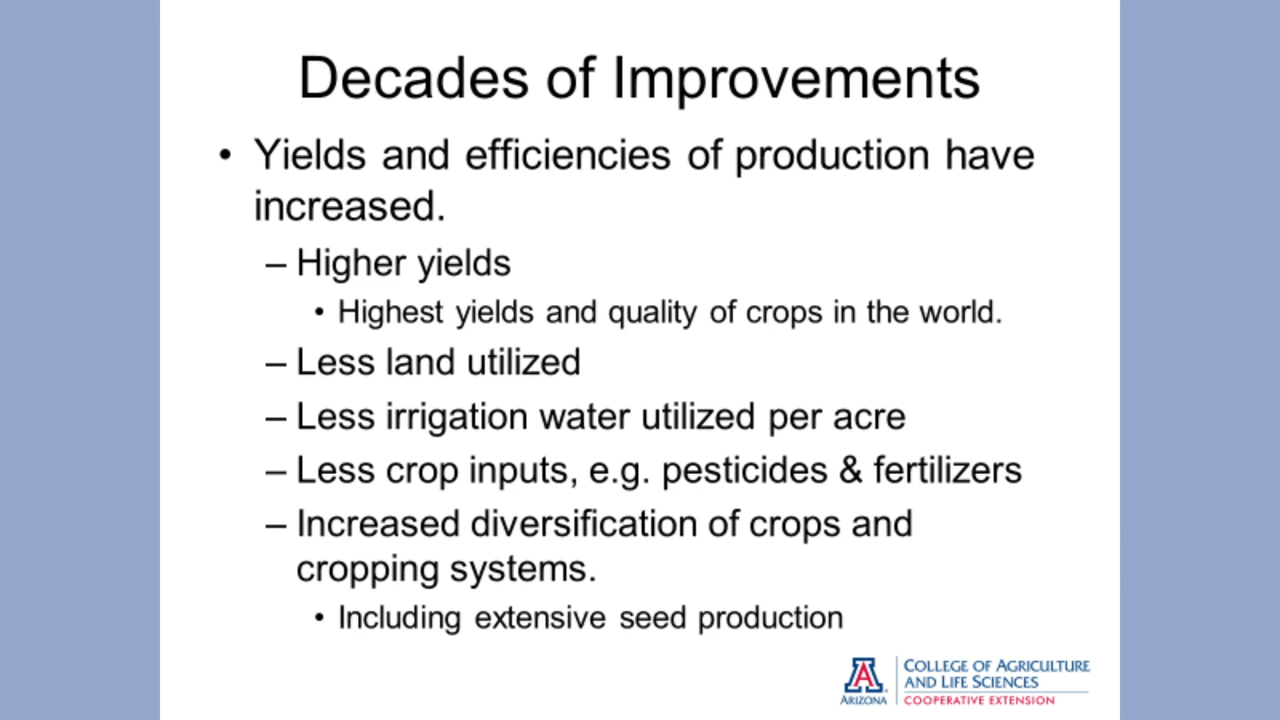 Decades of Improvements
• Yields and efficiencies of production have
increased.
– Higher yields
• Highest yields and quality of crops in the world.
– Less land utilized
– Less irrigation water utilized per acre
– Less crop inputs, e.g. pesticides & fertilizers
– Increased diversification of crops and
cropping systems.
• Including extensive seed production
A
ARIZONA
COLLEGE OF AGRICULTURE
AND LIFE SCIENCES
COOPERATIVE EXTENSION